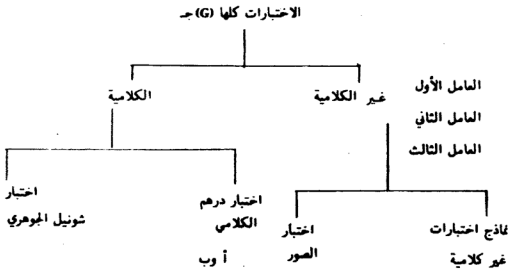 الاختبارات كلها (G) جـ
العامل الأول
غير الكلامية
الكلامية
العامل الثاني
العامل الثالث
نماذج اختبارات
غير كلامية
اختبار
الصور
اختبار درهم
الكلامي
أ وب
اختبار
شونيل الجوهري